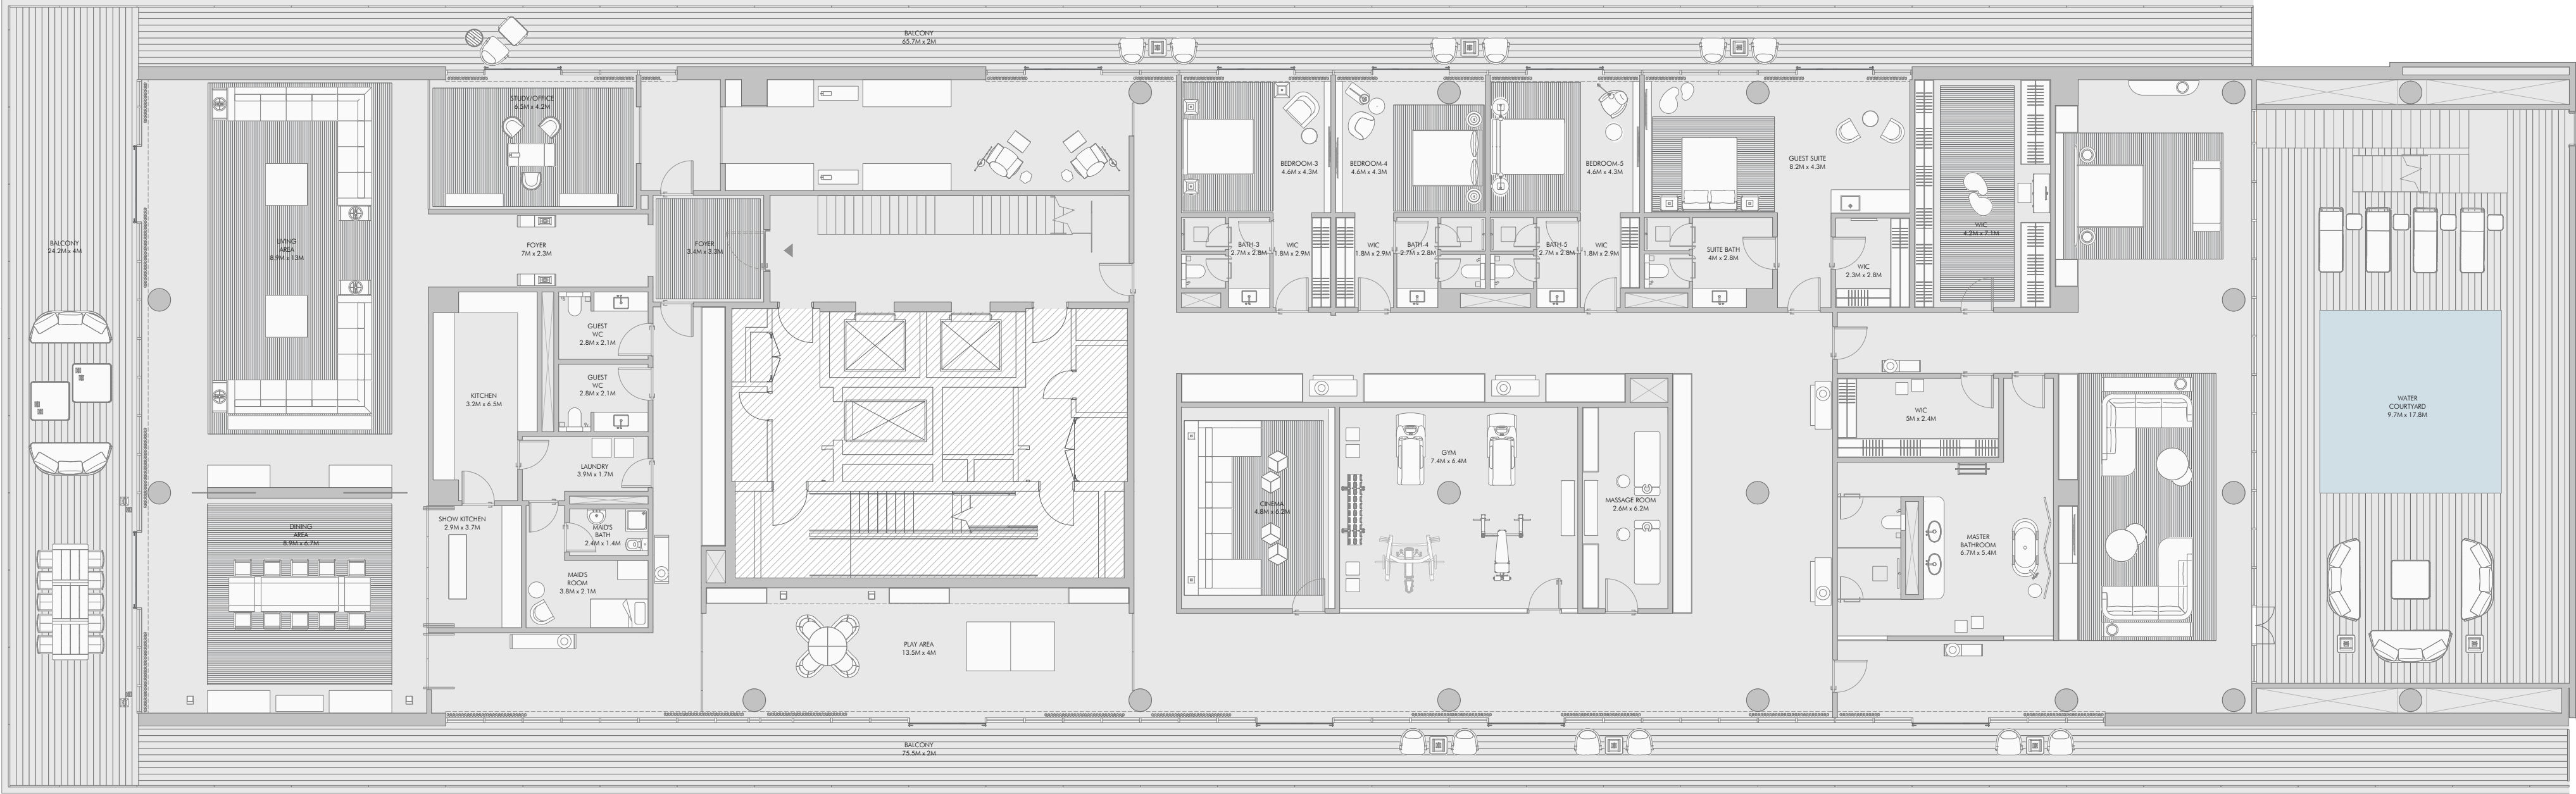 BALCONY
65.7M x 2M
STUDY/OFFICE
6.5M x 4.2M
BEDROOM-3
4.6M x 4.3M
BEDROOM-4
4.6M x 4.3M
BEDROOM-5
4.6M x 4.3M
GUEST SUITE
8.2M x 4.3M
WIC
4.2M x 7.1M
BALCONY
24.2M x 4M
LIVING
AREA
8.9M x 13M
FOYER
7M x 2.3M
FOYER
3.4M x 3.3M
BATH-3
2.7M x 2.8M
WIC
1.8M x 2.9M
WIC
1.8M x 2.9M
BATH-4
2.7M x 2.8M
BATH-5
2.7M x 2.8M
WIC
1.8M x 2.9M
SUITE BATH
4M x 2.8M
WIC
2.3M x 2.8M
GUEST
WC
2.8M x 2.1M
GUEST
WC
2.8M x 2.1M
KITCHEN
3.2M x 6.5M
WIC
5M x 2.4M
WATER
COURTYARD
9.7M x 17.8M
LAUNDRY
3.9M x 1.7M
GYM
7.4M x 6.4M
CINEMA
4.8M x 6.2M
MASSAGE ROOM
2.6M x 6.2M
DINING
AREA
8.9M x 6.7M
SHOW KITCHEN
2.9M x 3.7M
MAID'S
BATH
2.4M x 1.4M
MASTER
BATHROOM
6.7M x 5.4M
MAID'S
ROOM
3.8M x 2.1M
PLAY AREA
13.5M x 4M
BALCONY
75.5M x 2M